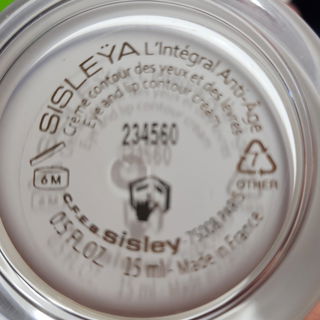 SISLEŸA L'Intégral Anti-Âge
Crème contour des yeux et des lèvres
Eye and lip contour cream
234560
6M
7
OTHER
C.F.E.B. Sisley - 75008 PARIS
0.5 FL.OZ - 15 ml - Made in France